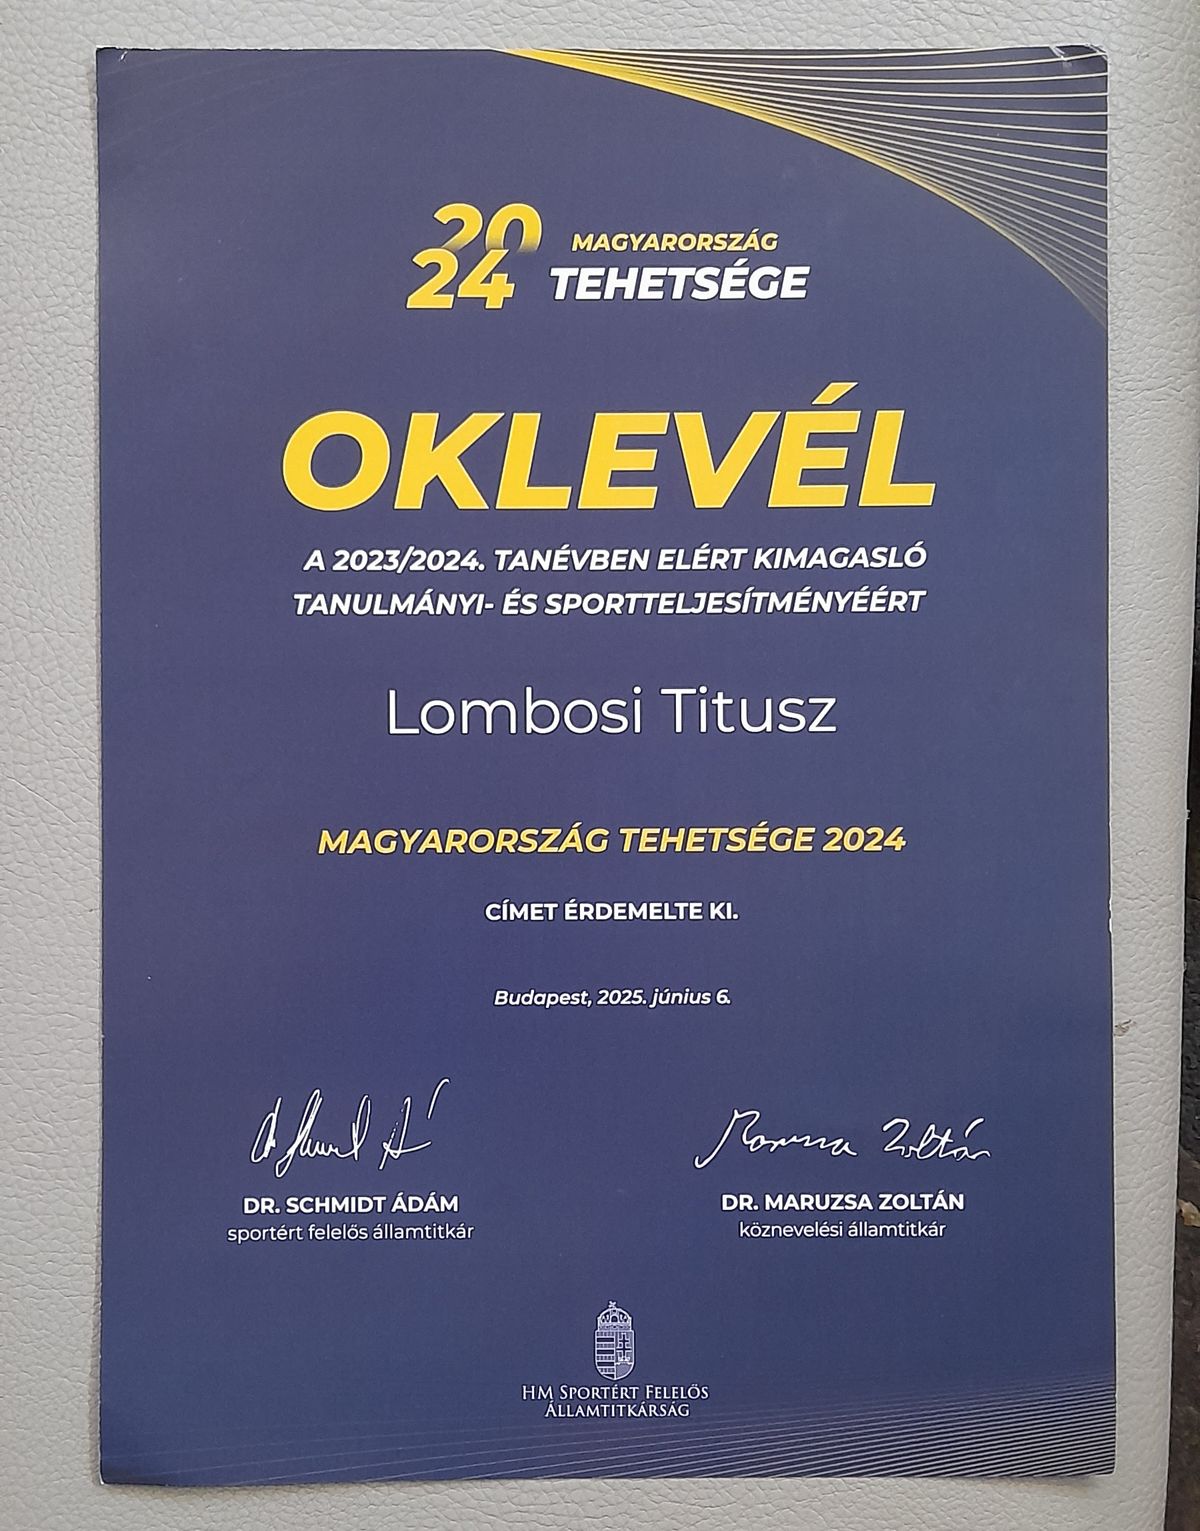 2024
MAGYARORSZÁG
TEHETSÉGE
OKLEVÉL
A 2023/2024. TANÉVBEN ELÉRT KIMAGASLÓ
TANULMÁNYI- ÉS SPORTTELJESÍTMÉNYÉÉRT
Lombosi Titusz
MAGYARORSZÁG TEHETSÉGE 2024
CÍMET ÉRDEMELTE KI.
Budapest, 2025. június 6.
Maruzsa Zoltán
DR. SCHMIDT ÁDÁM
sportért felelős államtitkár
DR. MARUZSA ZOLTÁN
köznevelési államtitkár
HM SPORTÉRT FELELŐS
ÁLLAMTITKÁRSÁG